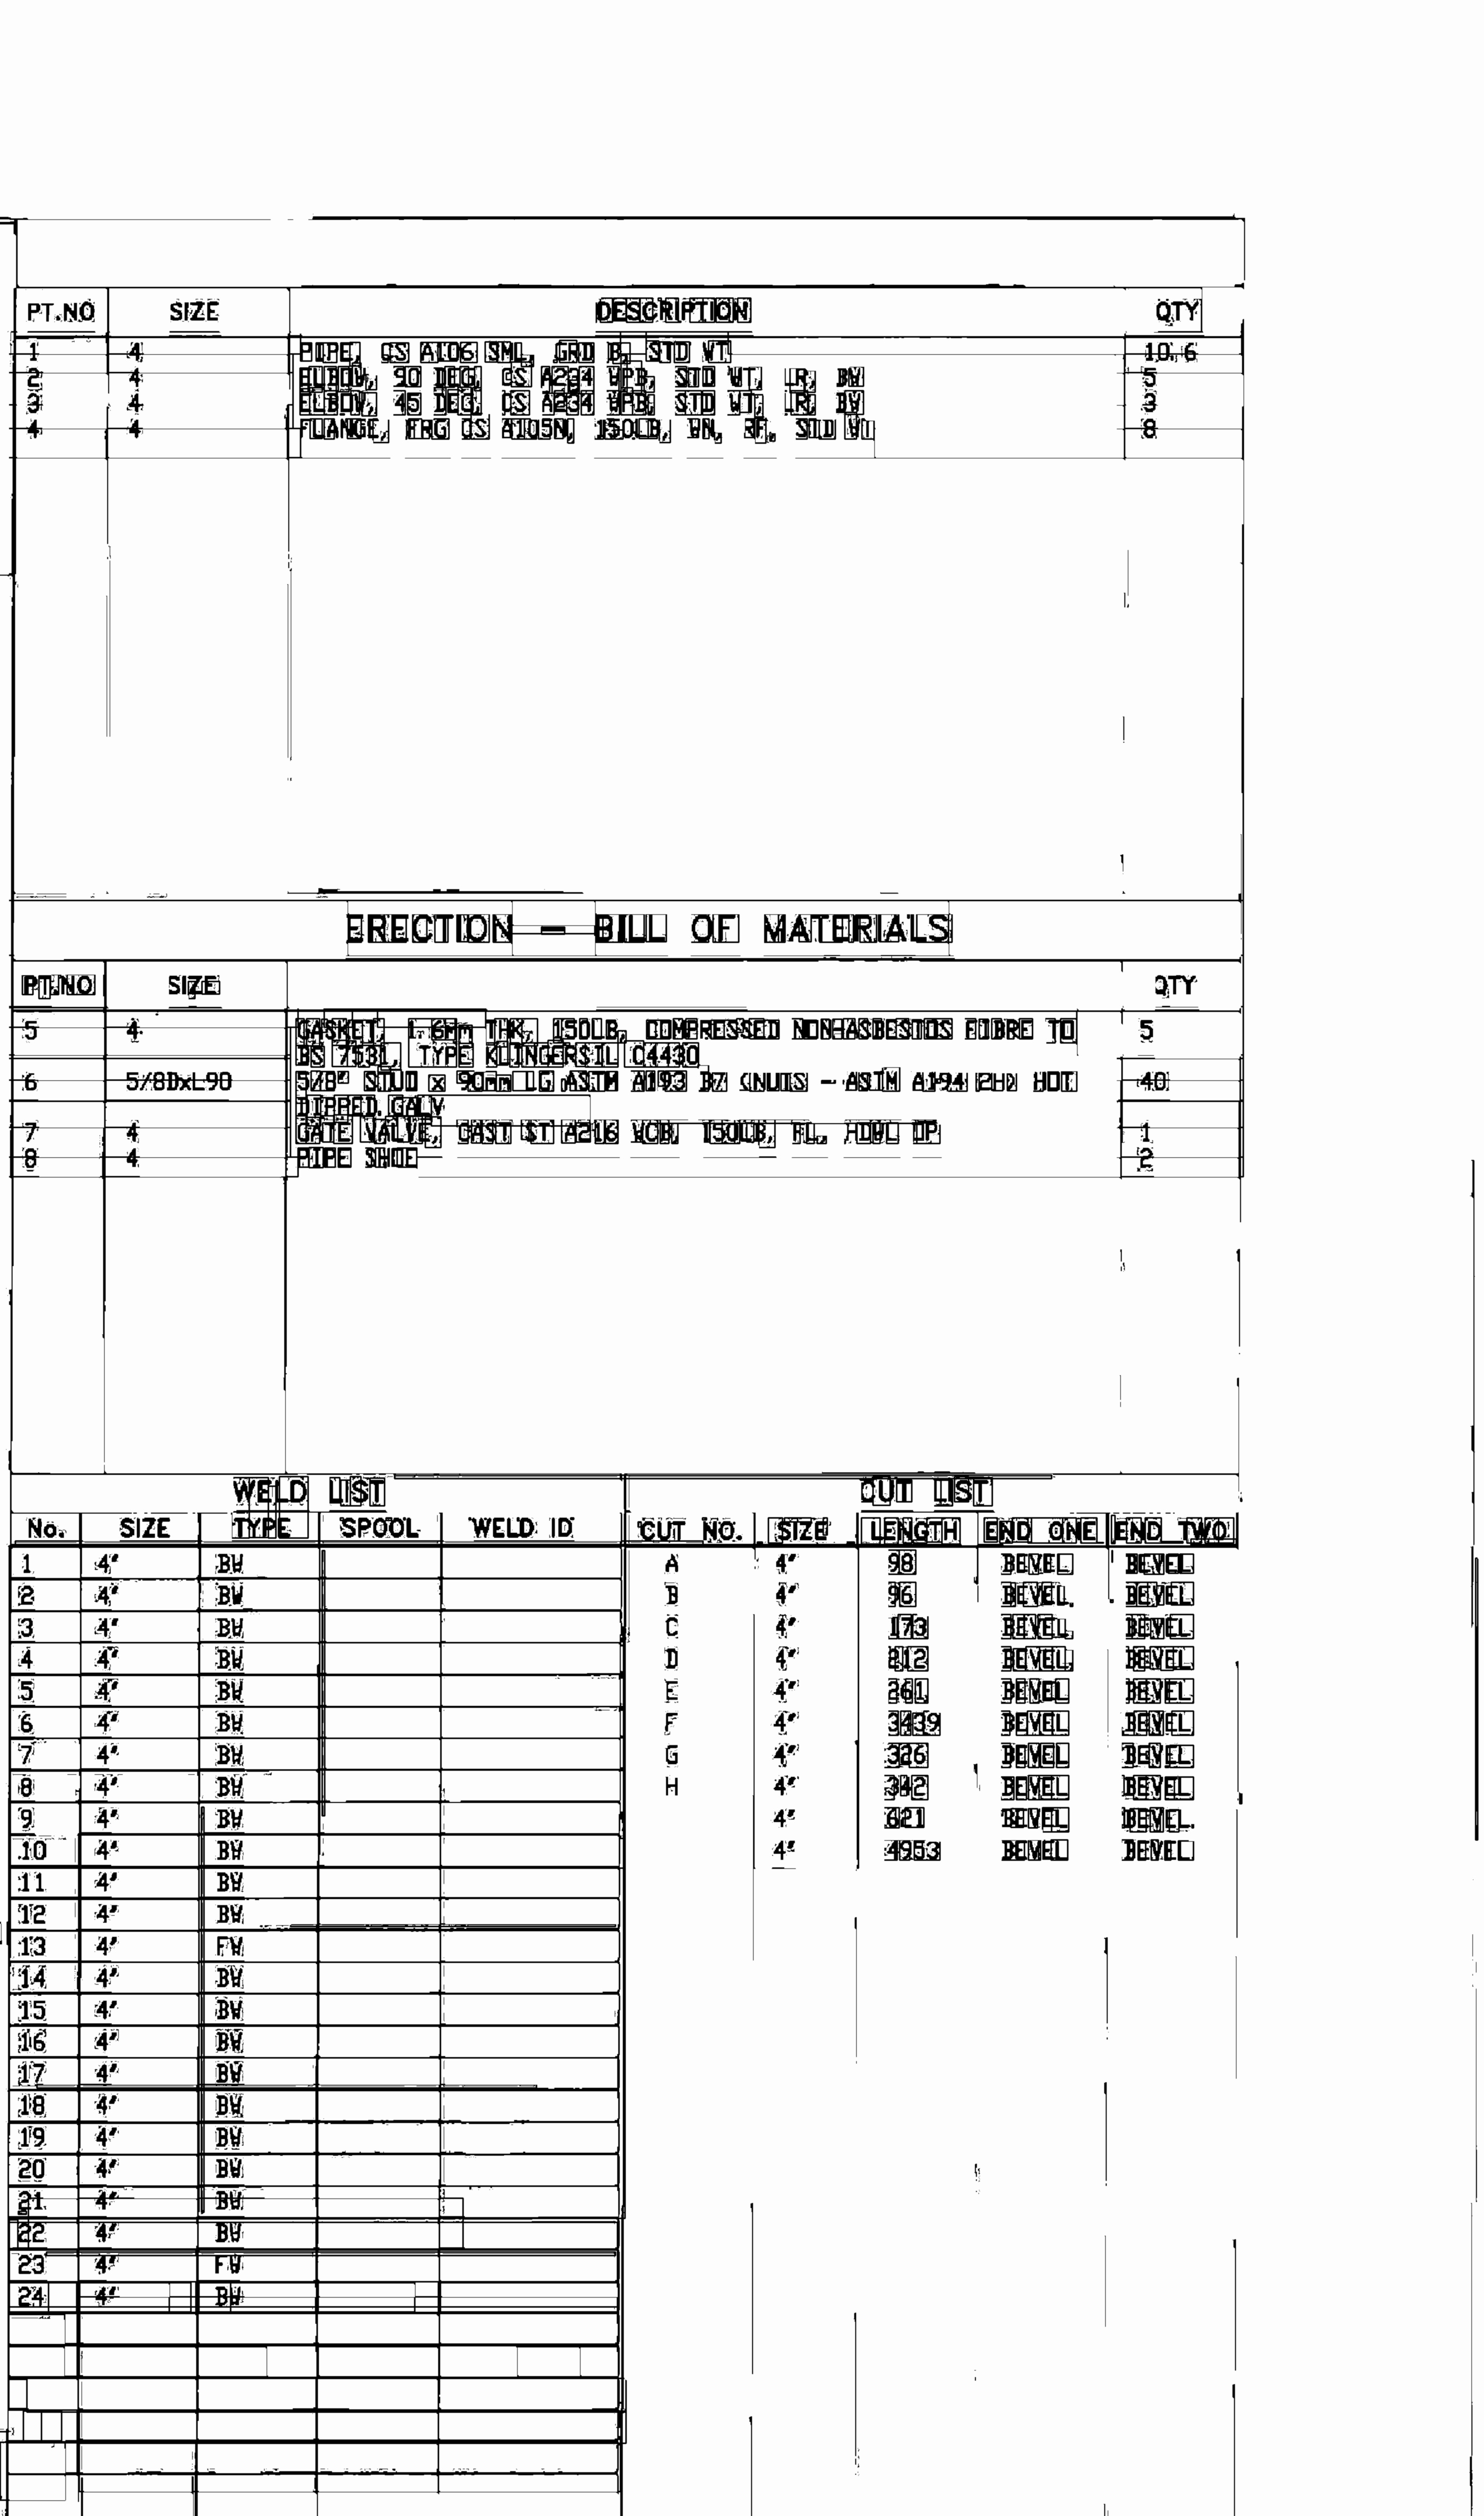 PT.NO SIZE DESCRIPTION QTY
1 4 PIPE, CS A106 SML, GRD B, STD WT 10.6
2 4 ELBOW, 90 DEG, CS A234 WPB, STD WT, LR, BW 5
3 4 ELBOW, 45 DEG, CS A234 WPB, STD WT, LR, BW 3
4 4 FLANGE, FRG CS A105N, 150LB, WN, RF, STD WT 8
ERECTION - BILL OF MATERIALS
PT.NO SIZE QTY
5 4 GASKET, THK, 150LB, COMPRESSED NON-ASBESTOS FIBRE TO 5
BS 7531, TYPE KLINGERSIL C4430
6 5/8DxL90 5/8" STUD x 90mm LG ASTM A193 B7 - ASTM A194 2H, HOT 40
DIPPED GALV
7 4 GATE VALVE, CAST ST A216 WCB, 150LB, 1
8 4 PIPE SHOE 2
WELD LIST CUT LIST
No. SIZE TYPE SPOOL WELD ID CUT NO. SIZE LENGTH END ONE END TWO
1 4" BW A 4" 98 BEVEL BEVEL
2 4" BW B 4" 96 BEVEL BEVEL
3 4" BW C 4" 173 BEVEL BEVEL
4 4" BW D 4" 212 BEVEL BEVEL
5 4" BW E 4" 261 BEVEL BEVEL
6 4" BW F 4" 3439 BEVEL BEVEL
7 4" BW G 4" 326 BEVEL BEVEL
8 4" BW H 4" 342 BEVEL BEVEL
9 4" BW 4" 621 BEVEL BEVEL
10 4" BW 4" 4953 BEVEL BEVEL
11 4" BW
12 4" BW
13 4" FW
14 4" BW
15 4" BW
16 4" BW
17 4" BW
18 4" BW
19 4" BW
20 4" BW
21 4" BW
22 4" BW
23 4" FW
24 4" BW